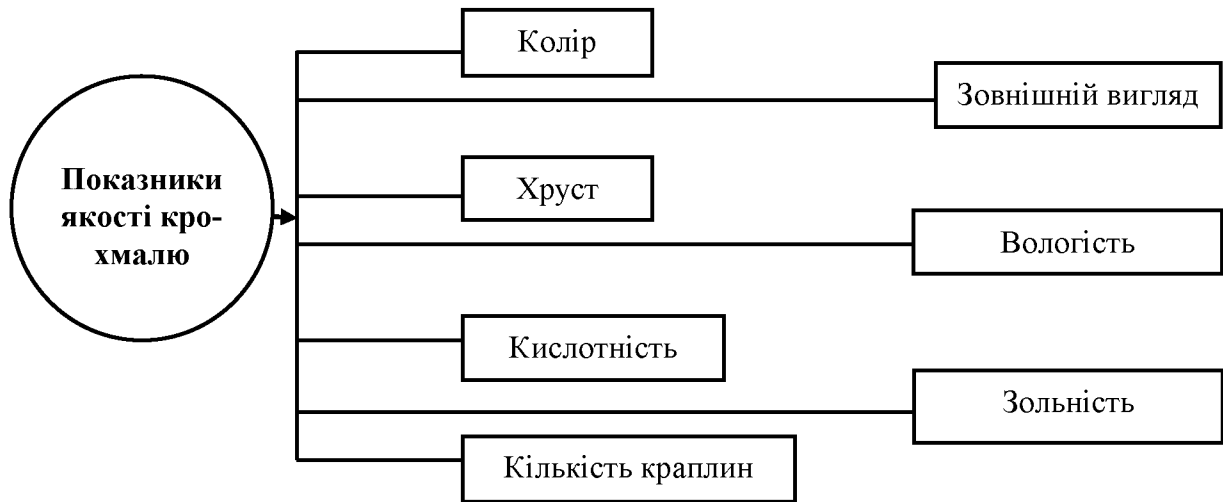 Колір
Зовнішній вигляд
Показники
якості кро-
хмалю
Хруст
Вологість
Кислотність
Зольність
Кількість краплин